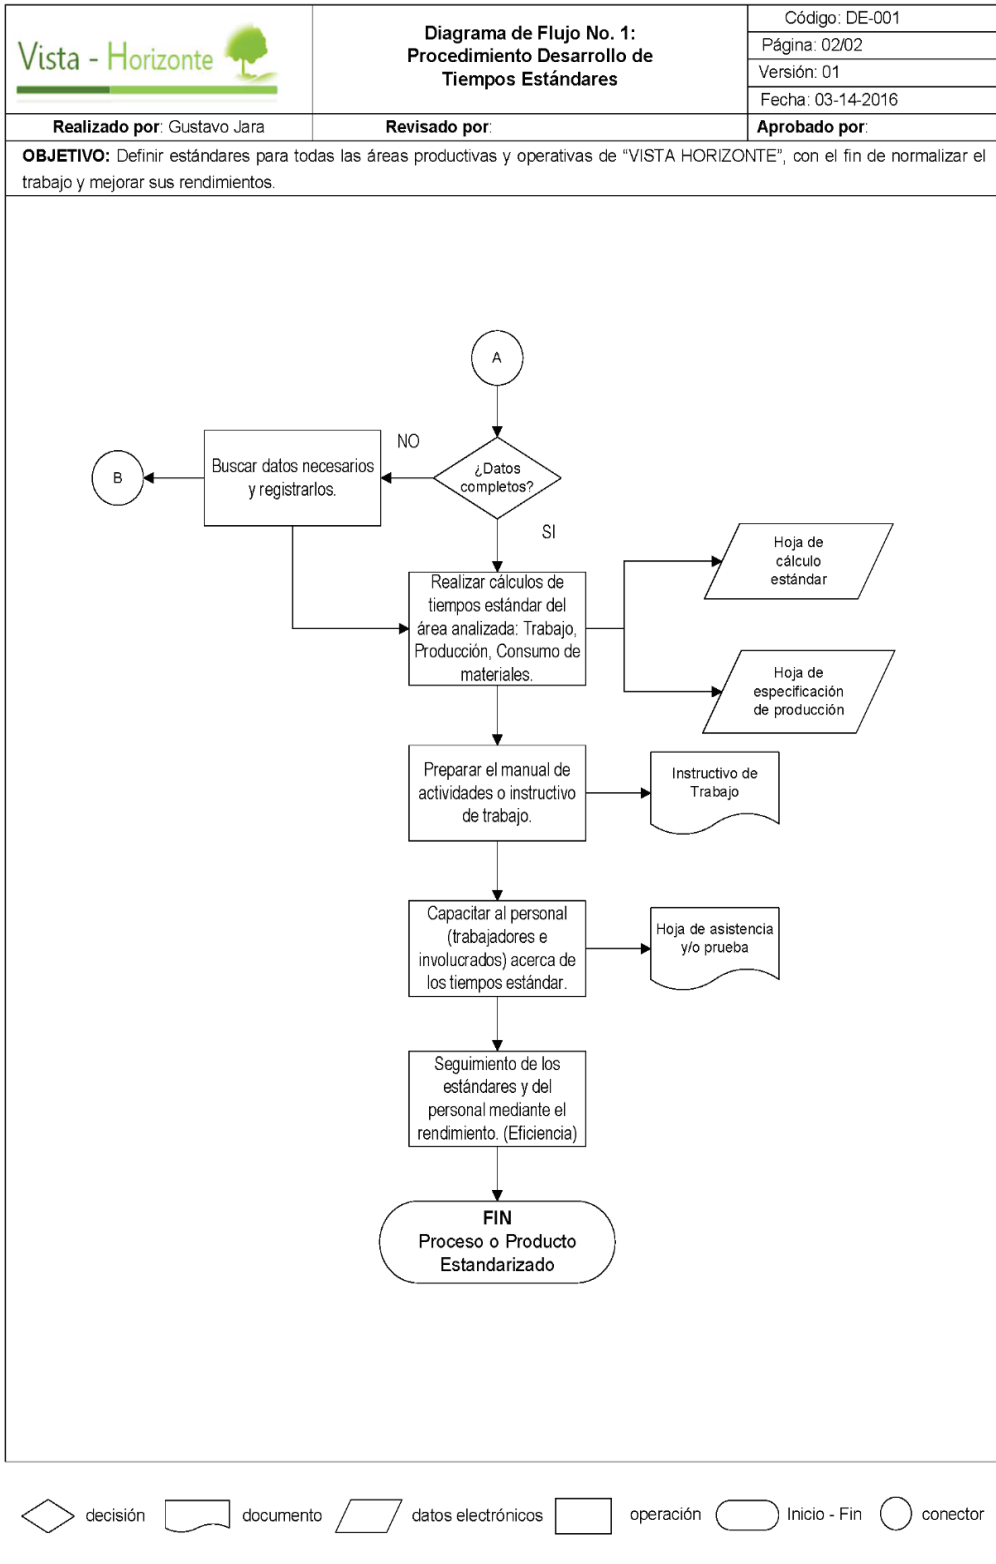 Vista - Horizonte
Diagrama de Flujo No. 1:
Procedimiento Desarrollo de
Tiempos Estándares
Código: DE-001
Página: 02/02
Versión: 01
Fecha: 03-14-2016
Realizado por: Gustavo Jara
Revisado por:
Aprobado por:
OBJETIVO: Definir estándares para todas las áreas productivas y operativas de “VISTA HORIZONTE”, con el fin de normalizar el
trabajo y mejorar sus rendimientos.
A
¿Datos
completos?
NO
Buscar datos necesarios
y registrarlos.
B
SI
Realizar cálculos de
tiempos estándar del
área analizada: Trabajo,
Producción, Consumo de
materiales.
Hoja de
cálculo
estándar
Hoja de
especificación
de producción
Preparar el manual de
actividades o instructivo
de trabajo.
Instructivo de
Trabajo
Capacitar al personal
(trabajadores e
involucrados) acerca de
los tiempos estándar.
Hoja de asistencia
y/o prueba
Seguimiento de los
estándares y del
personal mediante el
rendimiento. (Eficiencia)
FIN
Proceso o Producto
Estandarizado
decisión
documento
datos electrónicos
operación
Inicio - Fin
conector